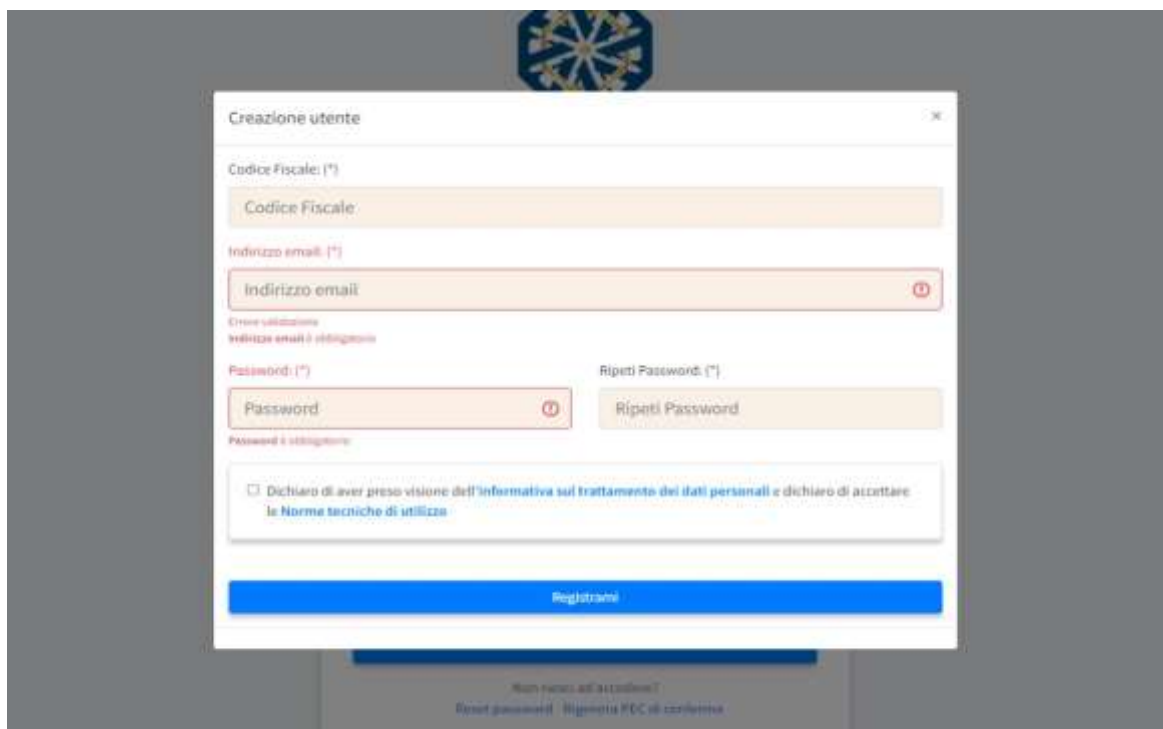 Creazione utente ×
Codice Fiscale: (*)
Codice Fiscale
Indirizzo email: (*)
Indirizzo email
Errore validazione
Indirizzo email è obbligatorio
Password: (*) Ripeti Password: (*)
Password Ripeti Password
Password è obbligatorio
Dichiaro di aver preso visione dell'informativa sul trattamento dei dati personali e dichiaro di accettare
le Norme tecniche di utilizzo
Registrami
Non riesci ad accedere?
Reset password Rigenera PEC di conferma